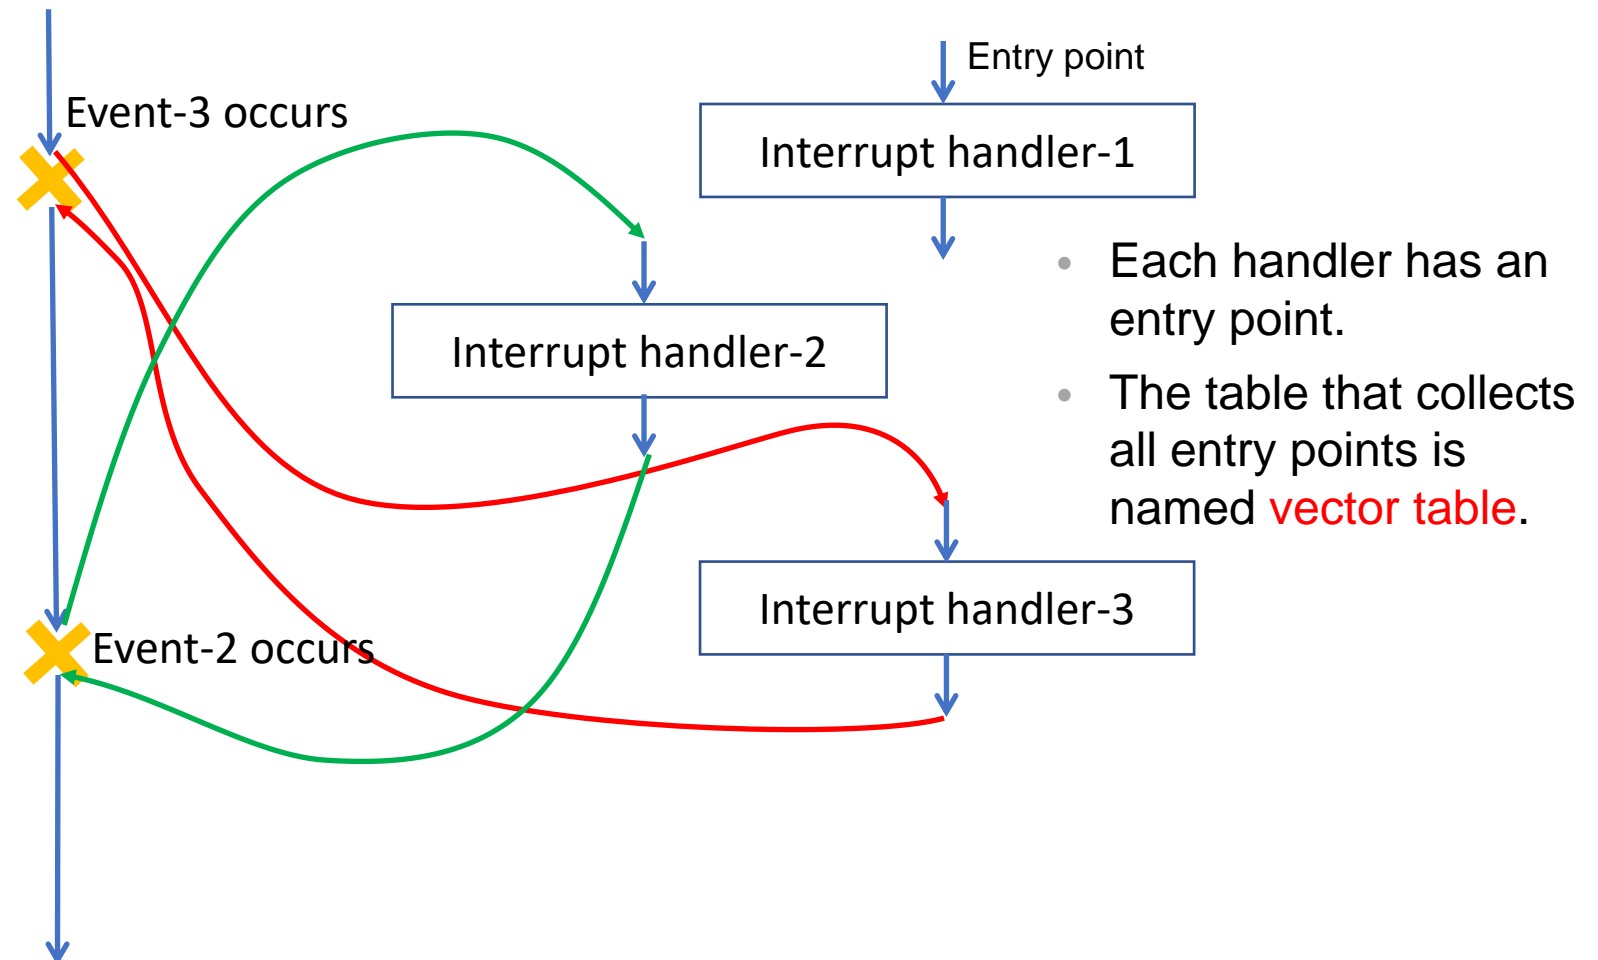 Entry point
Event-3 occurs
Interrupt handler-1
Interrupt handler-2
Interrupt handler-3
Event-2 occurs
• Each handler has an
entry point.
• The table that collects
all entry points is
named vector table.